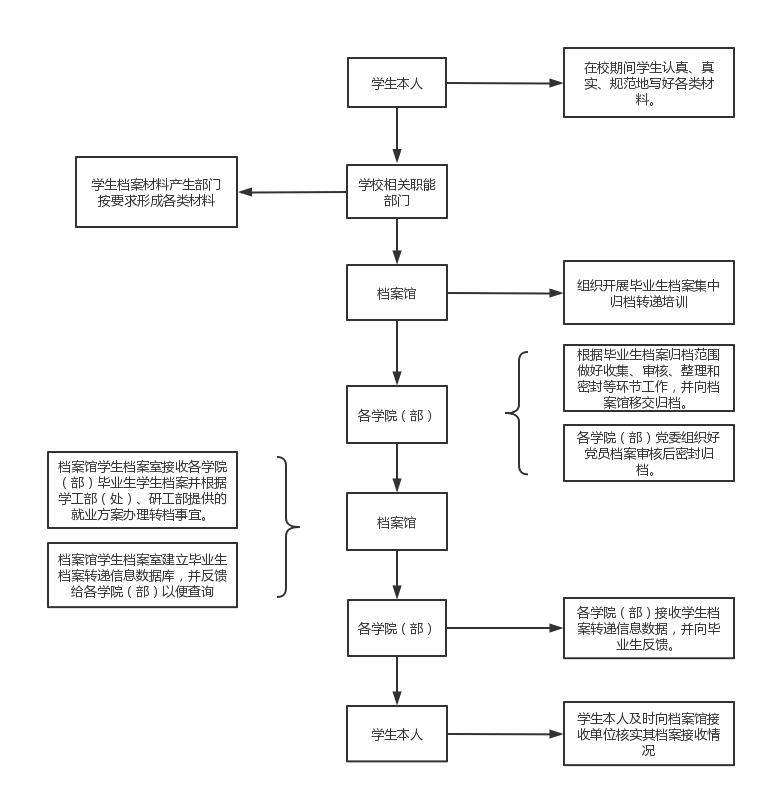 学生本人
在校期间学生认真、真
实、规范地写好各类材
料。
学生档案材料产生部门
按要求形成各类材料
学校相关职能
部门
档案馆
组织开展毕业生档案集中
归档转递培训
根据毕业生档案归档范围
做好收集、审核、整理和
密封等环节工作，并向档
案馆移交归档。
各学院（部）
各学院（部）党委组织好
党员档案审核后密封归
档。
档案馆学生档案室接收各学院
（部）毕业生学生档案并根据
学工部（处）、研工部提供的
就业方案办理转档事宜。
档案馆
档案馆学生档案室建立毕业生
档案转递信息数据库，并反馈
给各学院（部）以便查询
各学院（部）
各学院（部）接收学生档
案转递信息数据，并向毕
业生反馈。
学生本人
学生本人及时向档案馆接
收单位核实其档案接收情
况